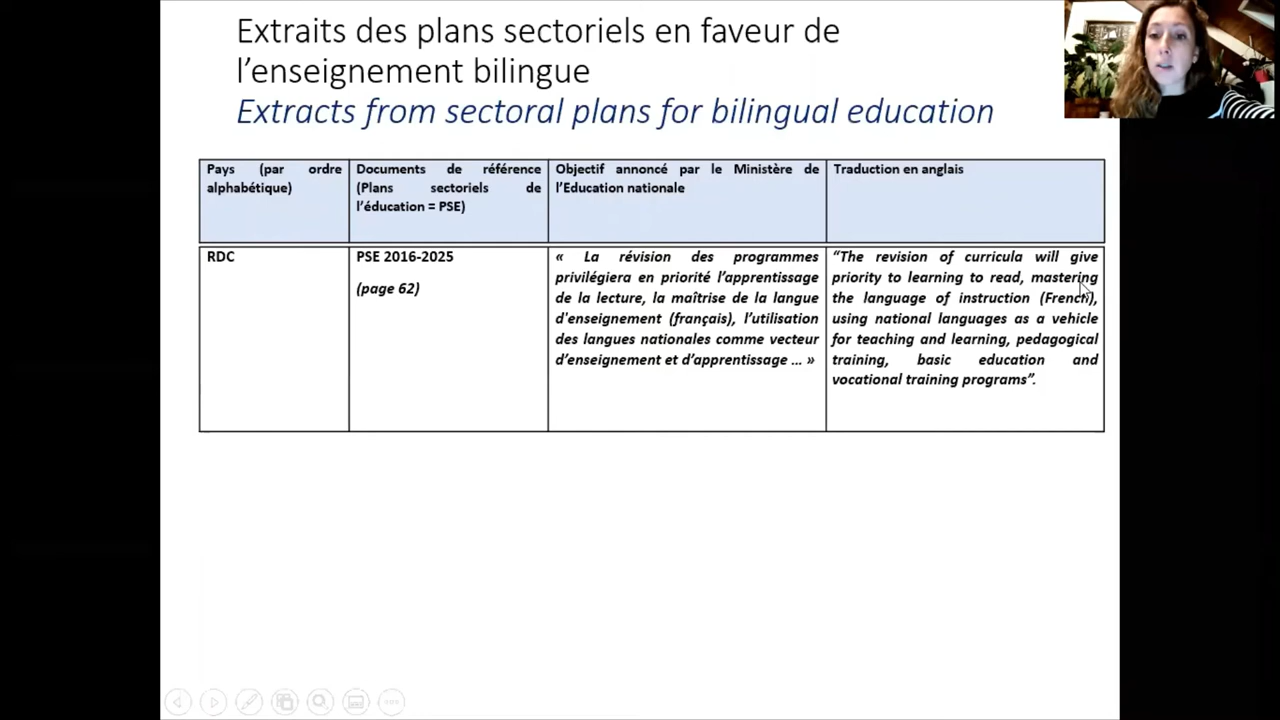 Extraits des plans sectoriels en faveur de
l’enseignement bilingue
Extracts from sectoral plans for bilingual education
Pays (par ordre
alphabétique)
Documents de référence
(Plans sectoriels de
l’éducation = PSE)
Objectif annoncé par le Ministère de
l’Education nationale
Traduction en anglais
RDC
PSE 2016-2025
(page 62)
« La révision des programmes
privilégiera en priorité l’apprentissage
de la lecture, la maîtrise de la langue
d'enseignement (français), l’utilisation
des langues nationales comme vecteur
d’enseignement et d’apprentissage ... »
“The revision of curricula will give
priority to learning to read, mastering
the language of instruction (French),
using national languages as a vehicle
for teaching and learning, pedagogical
training, basic education and
vocational training programs”.